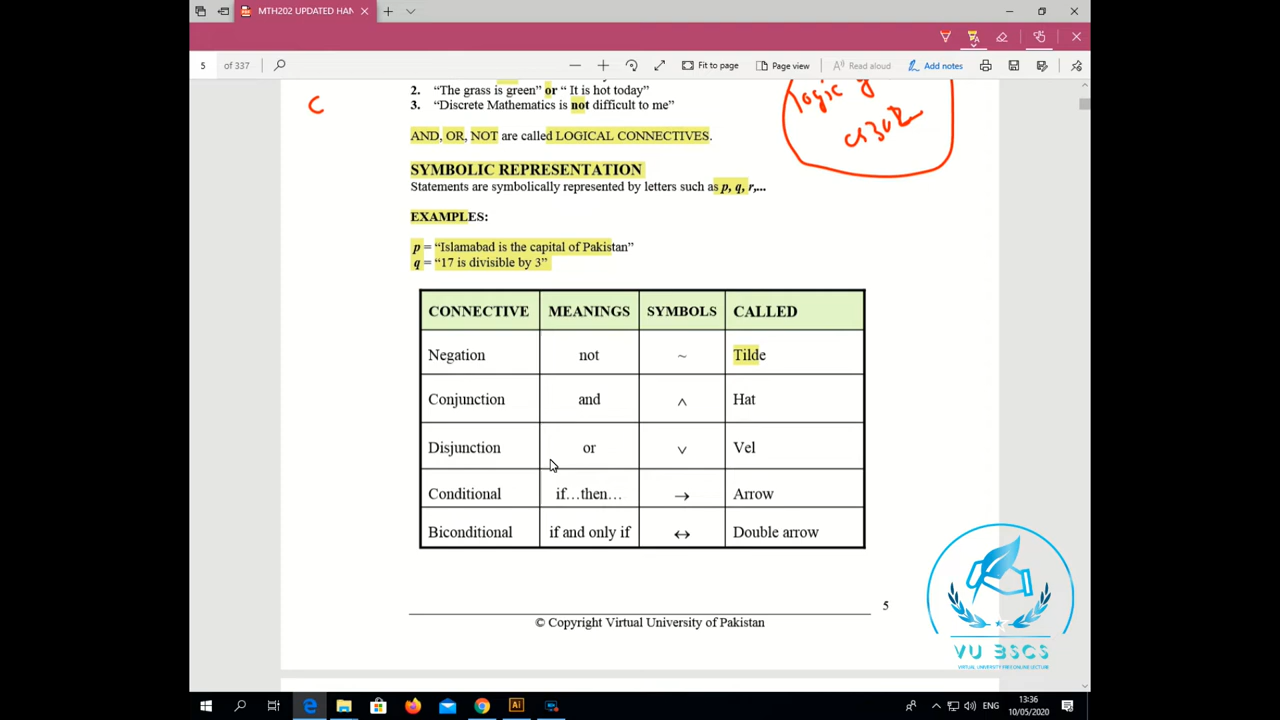 MTH202 UPDATED HAN
5 of 337
Fit to page
Page view
Read aloud
Add notes
2. “The grass is green” or “ It is hot today”
3. “Discrete Mathematics is not difficult to me”
C
logic
AND, OR, NOT are called LOGICAL CONNECTIVES.
SYMBOLIC REPRESENTATION
Statements are symbolically represented by letters such as p, q, r,...
EXAMPLES:
p = “Islamabad is the capital of Pakistan”
q = “17 is divisible by 3”
CONNECTIVE MEANINGS SYMBOLS CALLED
Negation not ~ Tilde
Conjunction and ∧ Hat
Disjunction or ∨ Vel
Conditional if…then… → Arrow
Biconditional if and only if ↔ Double arrow
5
© Copyright Virtual University of Pakistan
VU BSCS
VIRTUAL UNIVERSITY FREE ONLINE LECTURE
ENG
13:36
10/05/2020